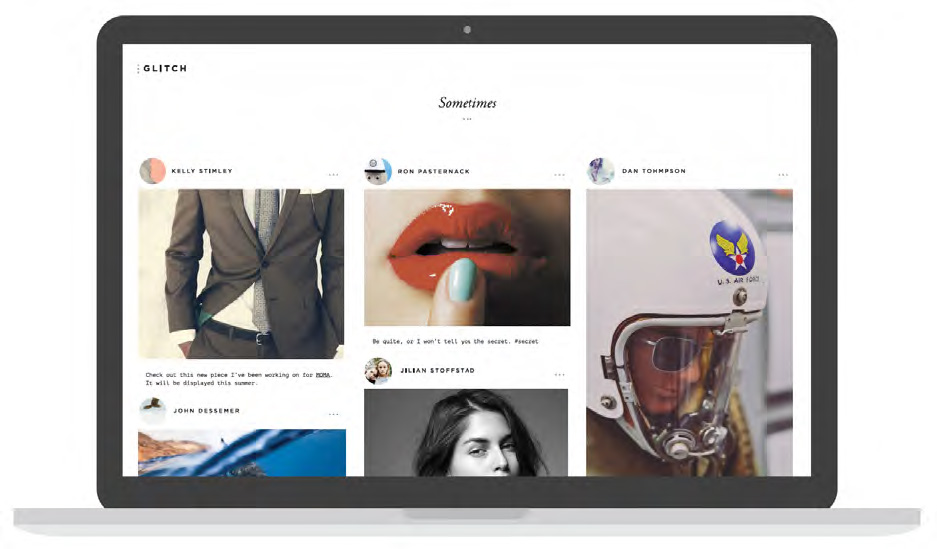 GLITCH
Sometimes
KELLY STIMLEY
Check out this new piece I've been working on for MOMA.
It will be displayed this summer.
JOHN DESSEMER
RON PASTERNACK
Be quite, or I won't tell you the secret. #secret
JILIAN STOFFSTAD
DAN TOHMPSON
U.S. AIR FORCE